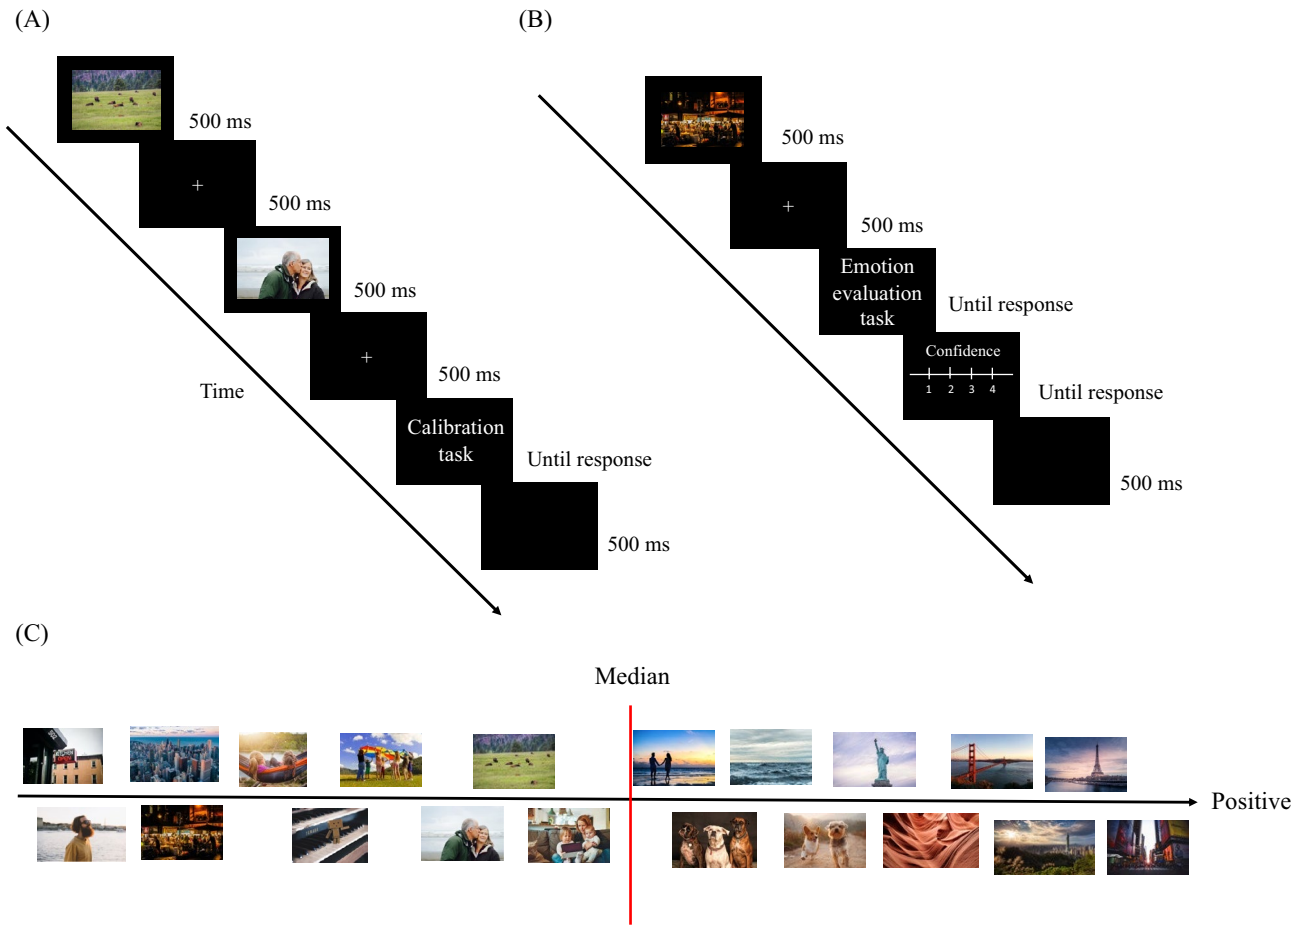 (A)
500 ms
+
500 ms
500 ms
+
500 ms
Time
Calibration
task
Until response
500 ms
(B)
500 ms
+
500 ms
Emotion
evaluation
task
Until response
Confidence
1 2 3 4
Until response
500 ms
(C)
Median
Positive